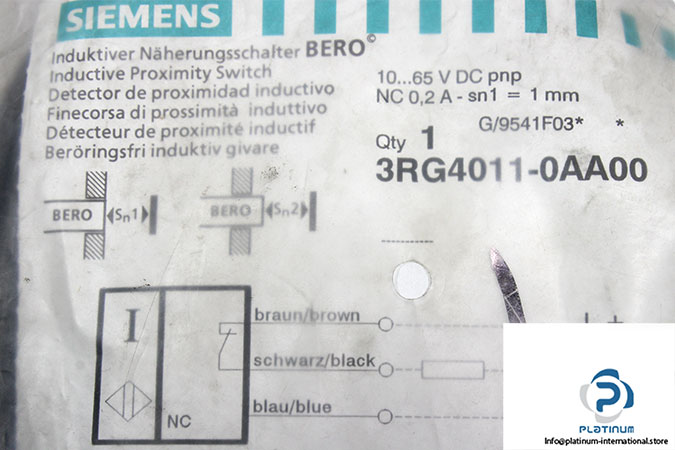 SIEMENS
Induktiver Näherungsschalter BERO©
Inductive Proximity Switch
Detector de proximidad inductivo
Finecorsa di prossimità induttivo
Détecteur de proximité inductif
Beröringsfri induktiv givare
10...65 V DC pnp
NC 0,2 A - sn1 = 1 mm
G/9541F03* *
Qty 1
3RG4011-0AA00
BERO Sn1
BERO Sn2
I
NC
braun/brown
schwarz/black
blau/blue
L+
PLATINUM
Info@platinum-international.store